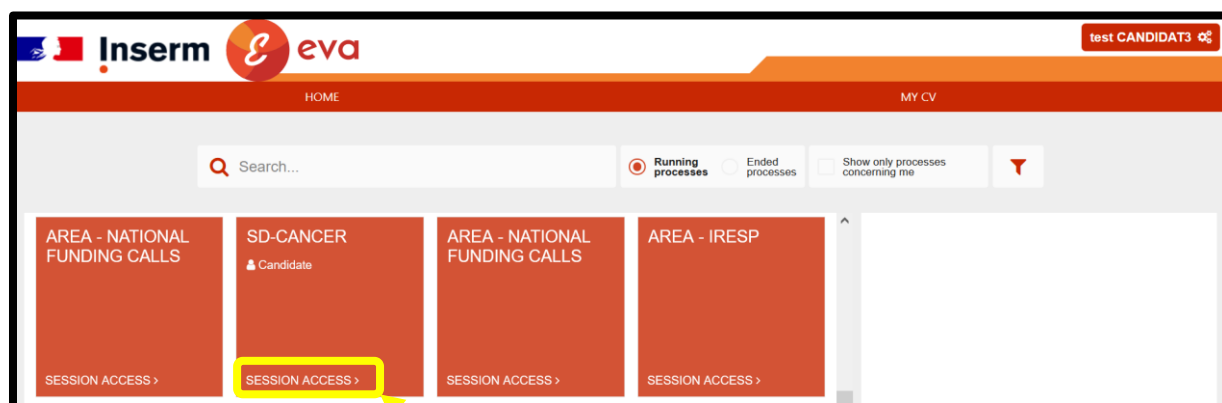 Inserm
eva
test CANDIDAT3
HOME
MY CV
Search...
Running
processes
Ended
processes
Show only processes
concerning me
AREA - NATIONAL
FUNDING CALLS
SESSION ACCESS >
SD-CANCER
Candidate
SESSION ACCESS >
AREA - NATIONAL
FUNDING CALLS
SESSION ACCESS >
AREA - IRESP
SESSION ACCESS >